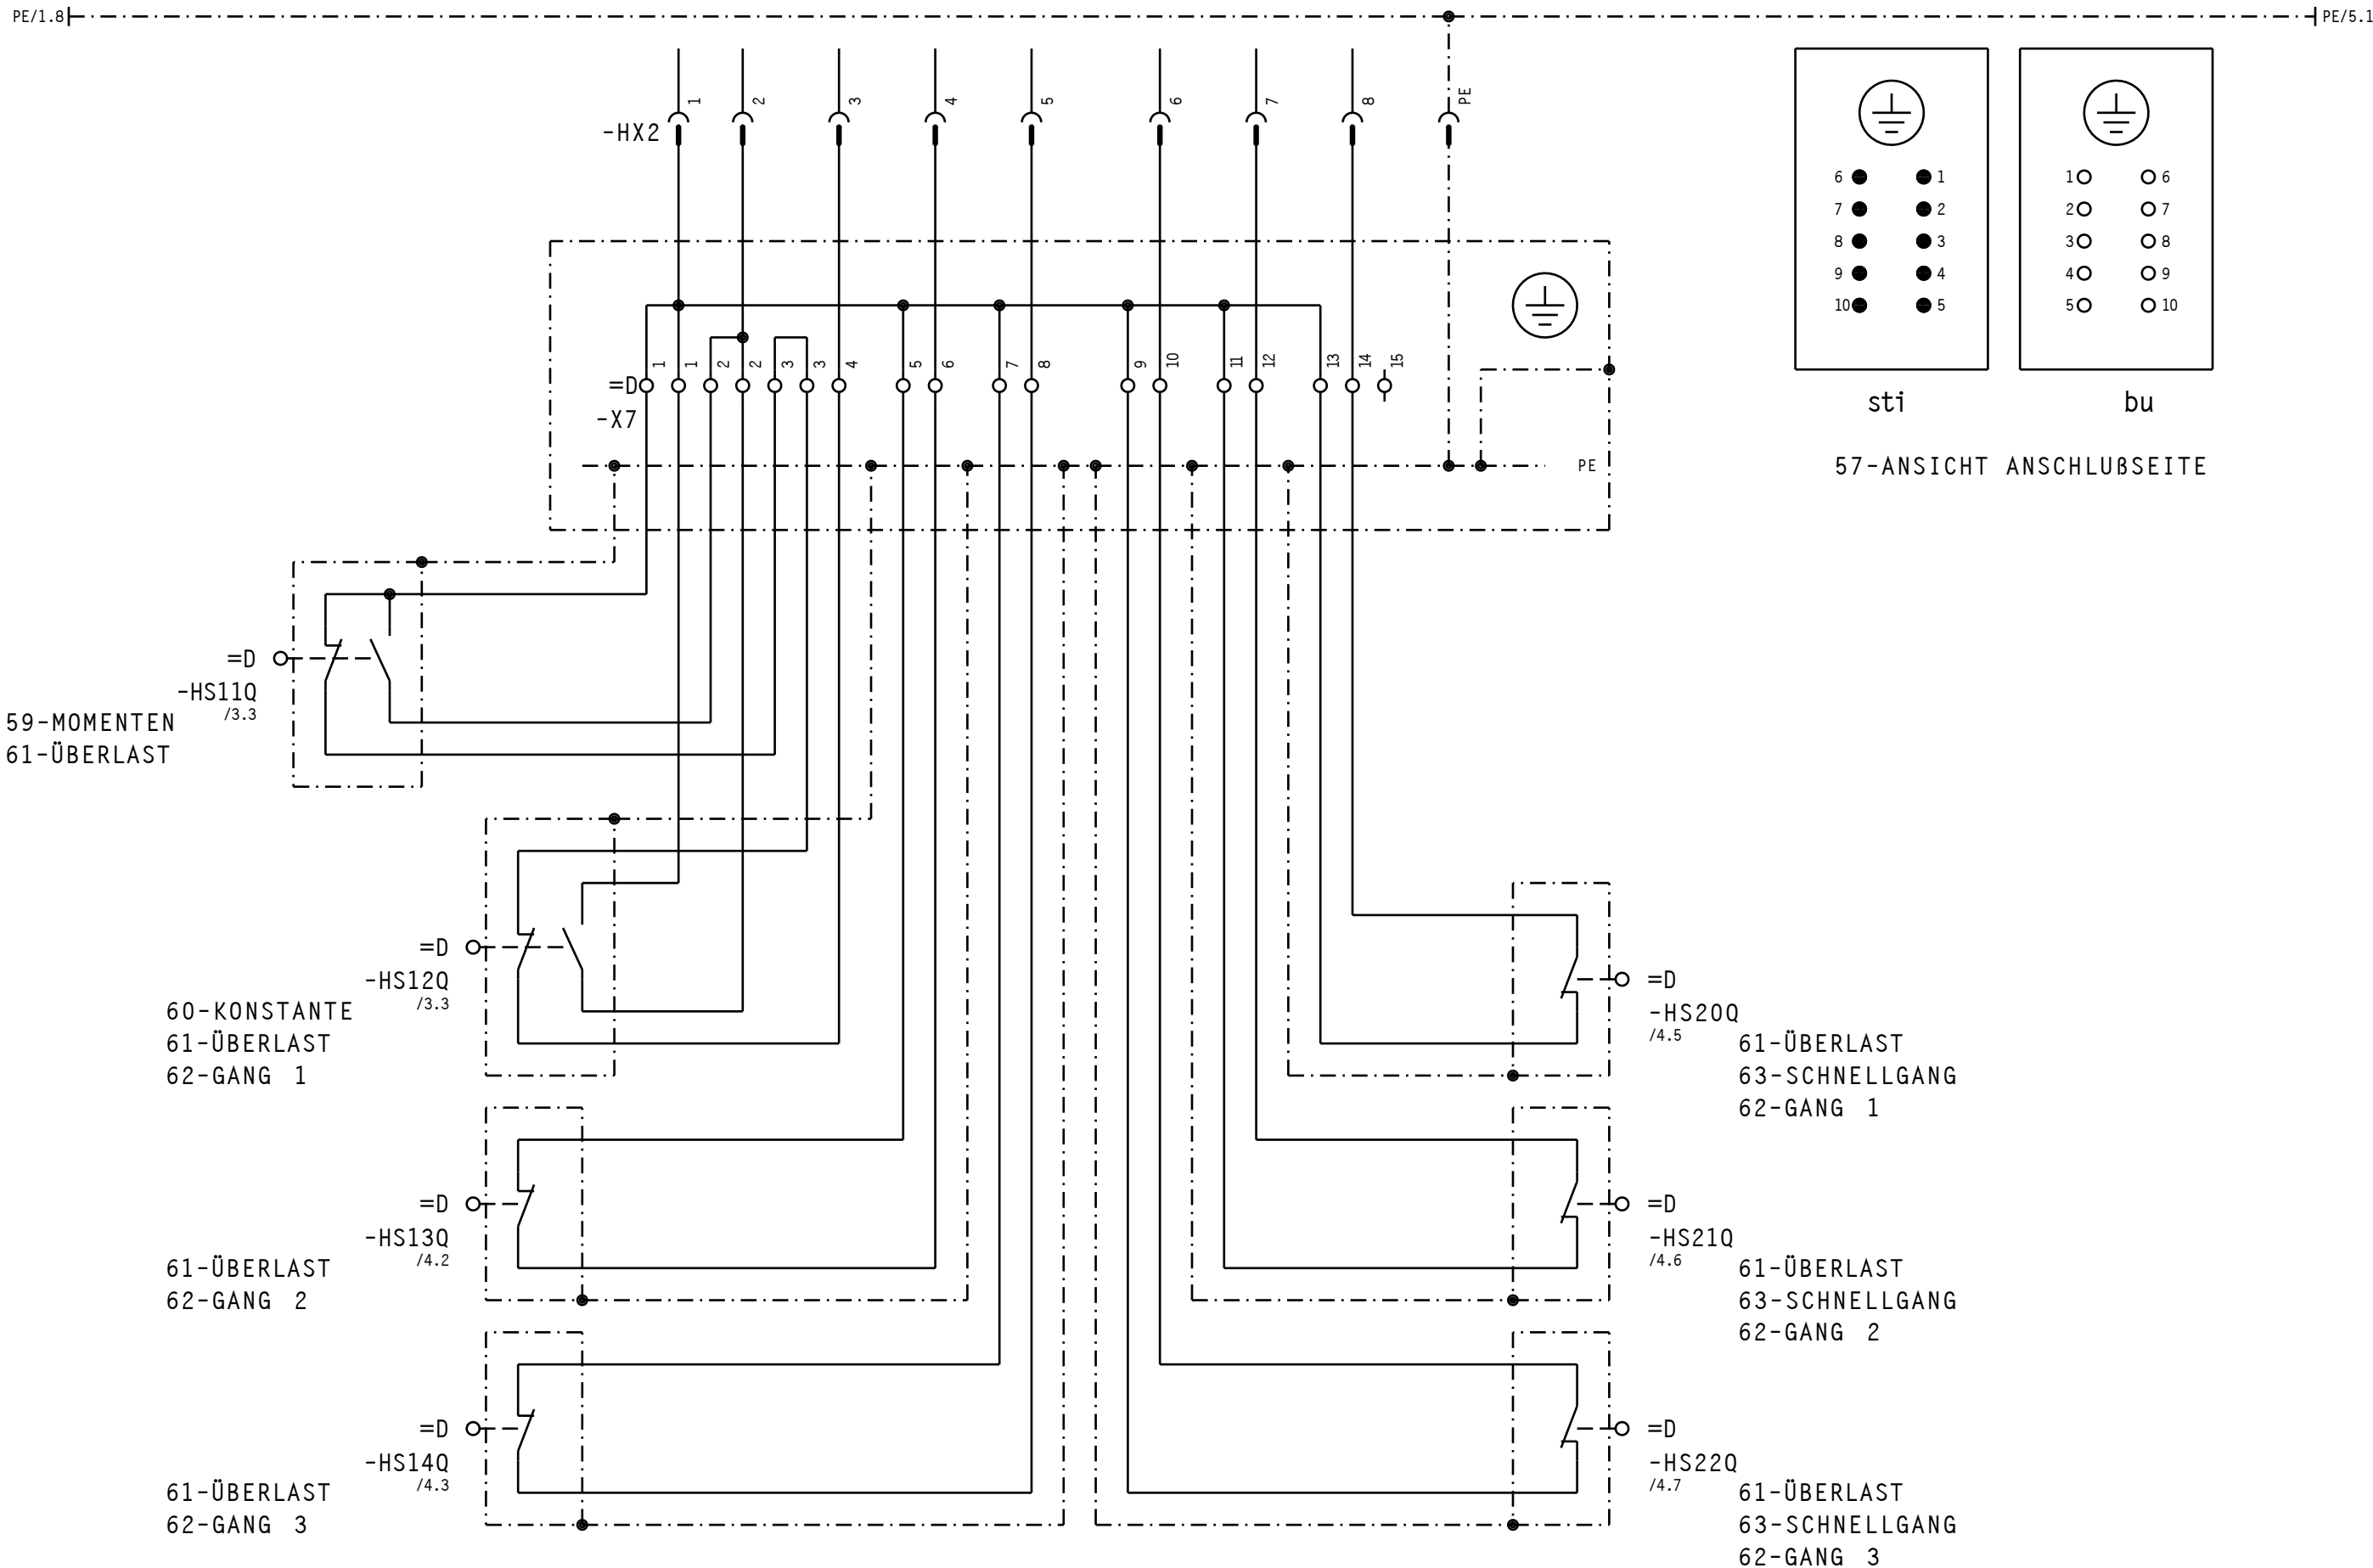 PE/1.8
PE/5.1
-HX2
1 2 3 4 5 6 7 8 PE
6 1
7 2
8 3
9 4
10 5
1 6
2 7
3 8
4 9
5 10
sti
bu
57-ANSICHT ANSCHLUßSEITE
=D
-X7
1 1 2 2 3 3 4 5 6 7 8 9 10 11 12 13 14 15
PE
=D
-HS11Q
/3.3
59-MOMENTEN
61-ÜBERLAST
=D
-HS12Q
/3.3
60-KONSTANTE
61-ÜBERLAST
62-GANG 1
=D
-HS13Q
/4.2
61-ÜBERLAST
62-GANG 2
=D
-HS14Q
/4.3
61-ÜBERLAST
62-GANG 3
=D
-HS20Q
/4.5
61-ÜBERLAST
63-SCHNELLGANG
62-GANG 1
=D
-HS21Q
/4.6
61-ÜBERLAST
63-SCHNELLGANG
62-GANG 2
=D
-HS22Q
/4.7
61-ÜBERLAST
63-SCHNELLGANG
62-GANG 3